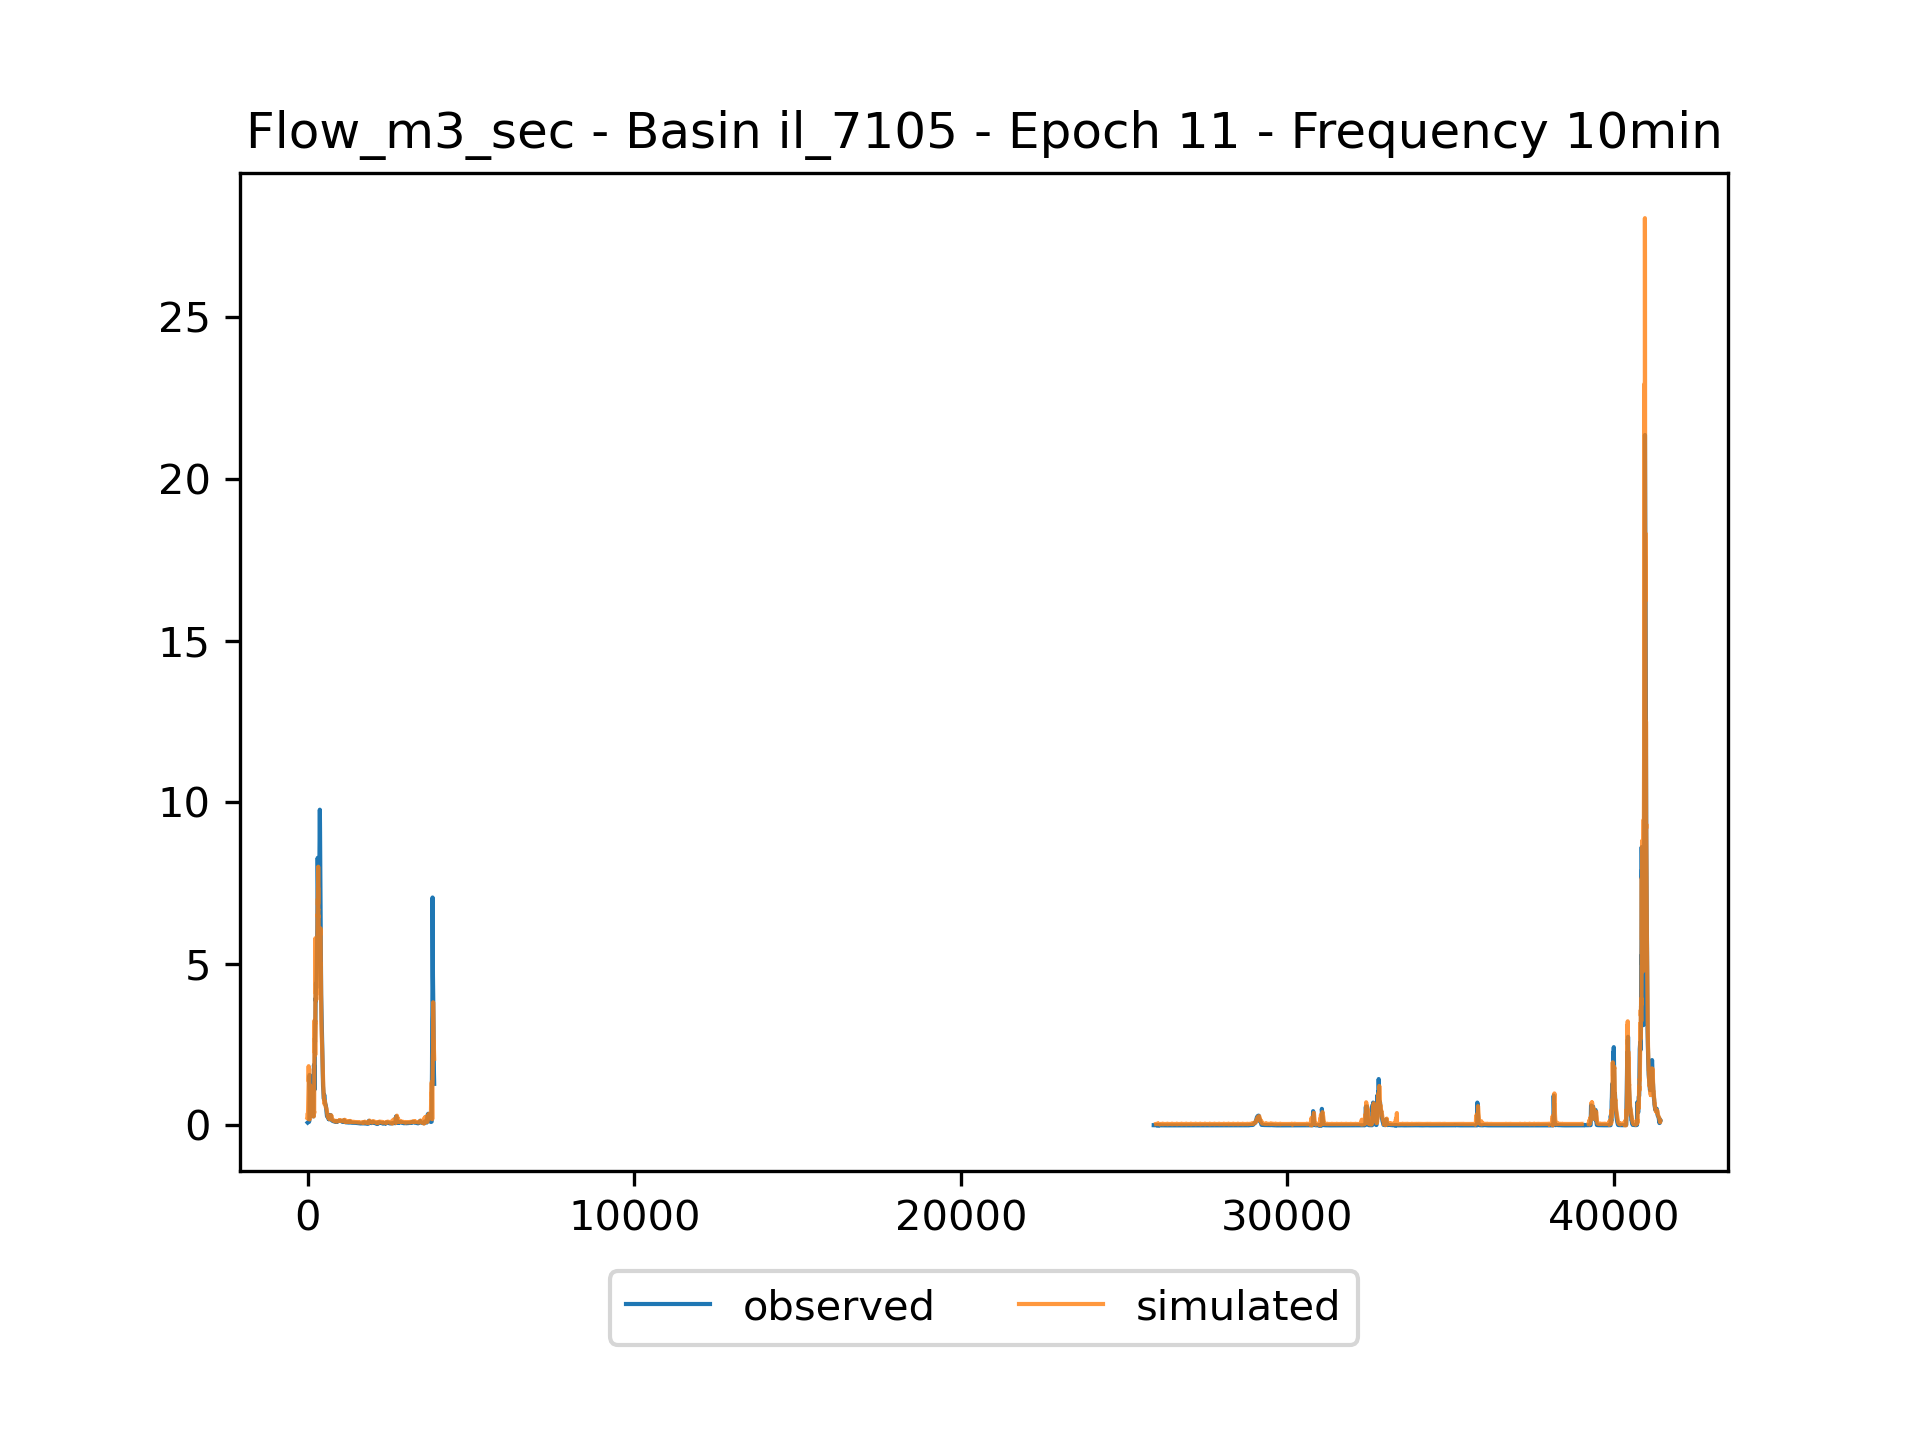 Flow_m3_sec - Basin il_7105 - Epoch 11 - Frequency 10min
25
20
15
10
5
0
0 10000 20000 30000 40000
observed simulated